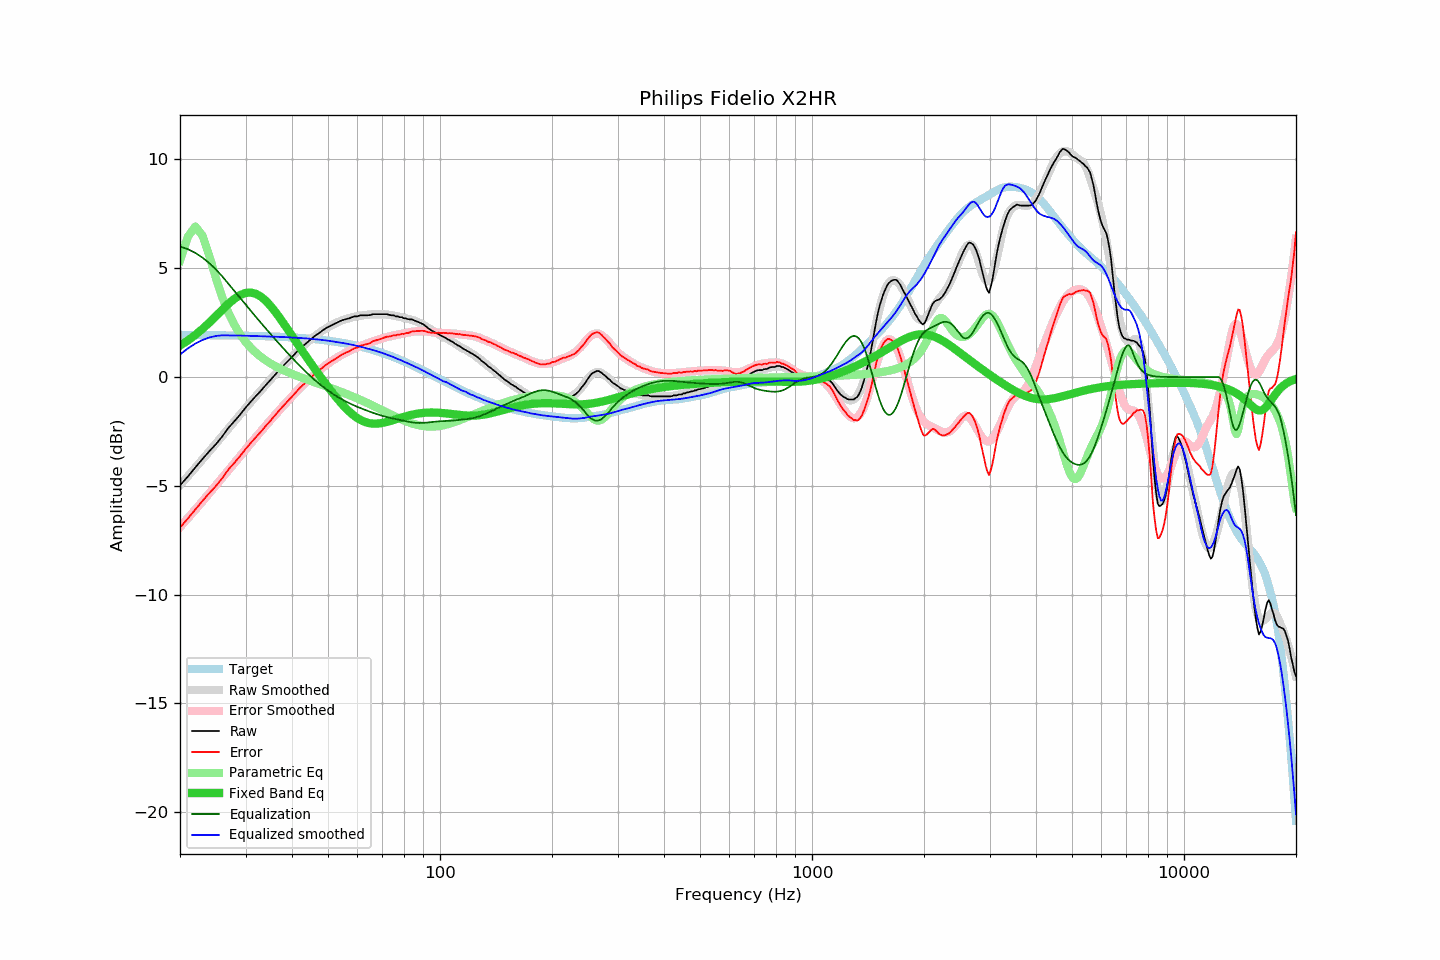 Philips Fidelio X2HR
Amplitude (dBr)
10
5
0
−5
−10
−15
−20
Target
Raw Smoothed
Error Smoothed
Raw
Error
Parametric Eq
Fixed Band Eq
Equalization
Equalized smoothed
100
1000
10000
Frequency (Hz)